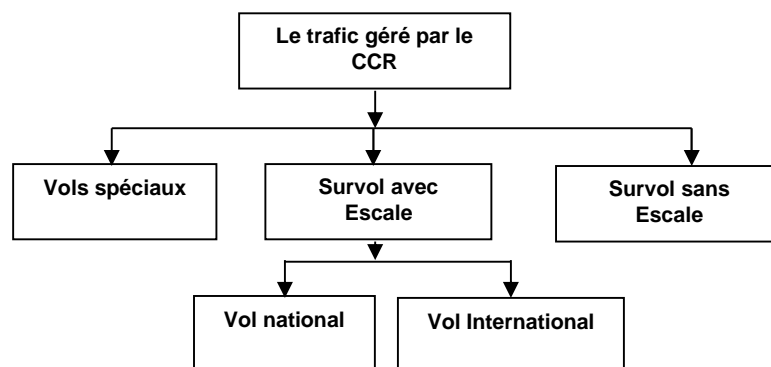 Le trafic géré par le
CCR
Vols spéciaux
Survol avec
Escale
Survol sans
Escale
Vol national
Vol International